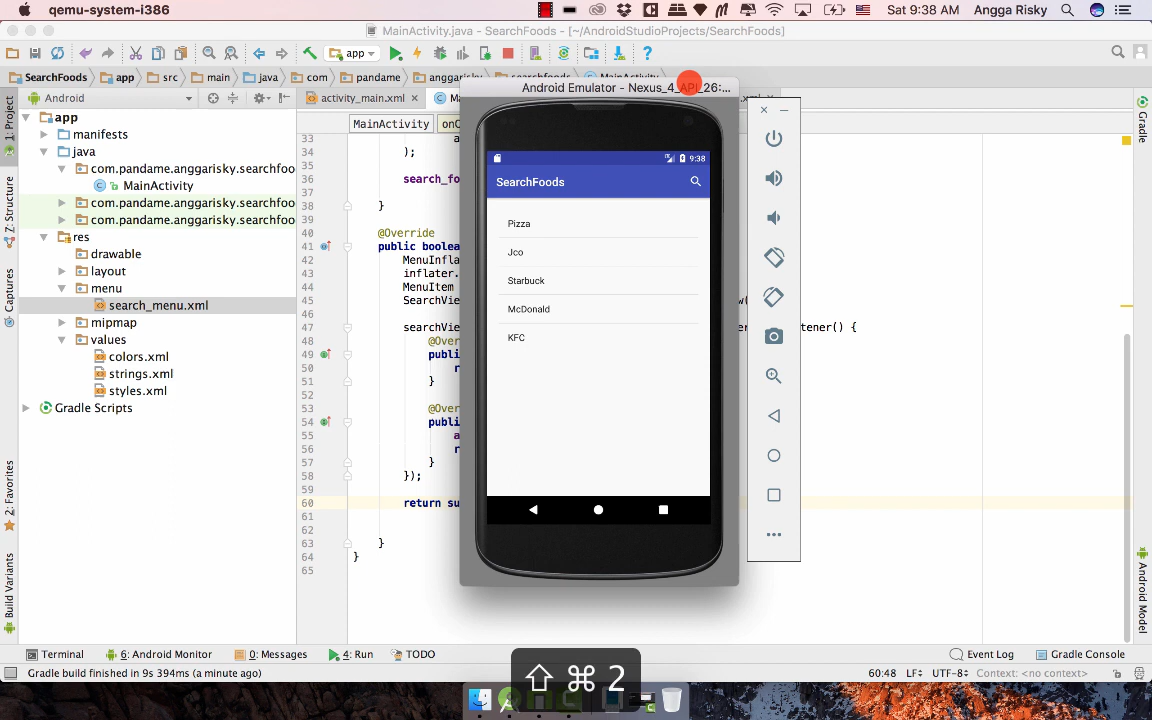 qemu-system-i386
Sat 9:38 AM Angga Risky
MainActivity.java - SearchFoods - [~/AndroidStudioProjects/SearchFoods]
app
SearchFoods app src main java com pandame anggarisky searchfoods MainActivity
Android
activity_main.xml
Android Emulator - Nexus_4_API_26:...
MainActivity
1: Project
Z: Structure
Captures
2: Favorites
Build Variants
app
manifests
java
com.pandame.anggarisky.searchfoo
MainActivity
com.pandame.anggarisky.searchfoo
com.pandame.anggarisky.searchfoo
res
drawable
layout
menu
search_menu.xml
mipmap
values
colors.xml
strings.xml
styles.xml
Gradle Scripts
33
34 );
35
36 search_fo
37
38 }
39
40 @Override
41 public boolea
42 MenuInfla
43 inflater.
44 MenuItem
45 SearchVie
46
47 searchVie tener() {
48 @Over
49 publi
50 r
51 }
52
53 @Over
54 publi
55 a
56 r
57 }
58 });
59
60 return su
61
62
63 }
64 }
65
9:38
SearchFoods
Pizza
Jco
Starbuck
McDonald
KFC
Gradle
Android Model
Terminal 6: Android Monitor 0: Messages 4: Run TODO Event Log Gradle Console
Gradle build finished in 9s 394ms (a minute ago) 60:48 LF÷ UTF-8÷ Context: <no context>
⇧ ⌘ 2